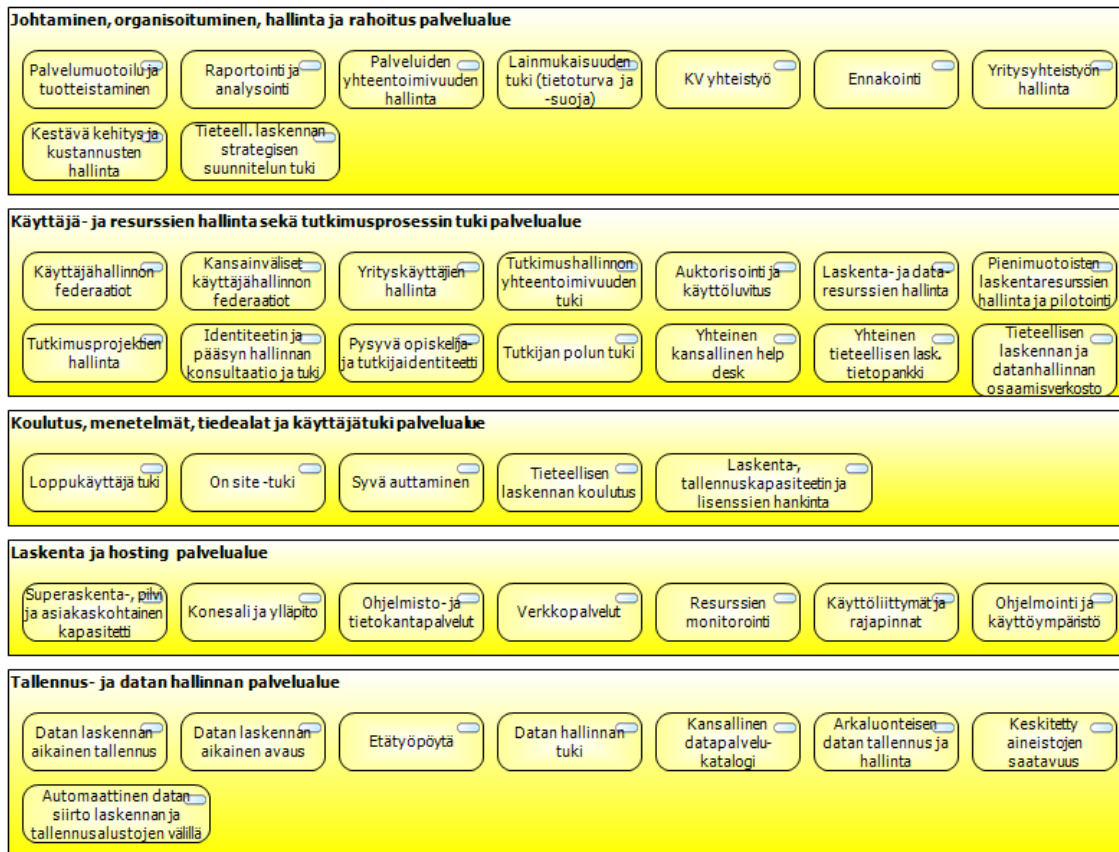 Johtaminen, organisoituminen, hallinta ja rahoitus palvelualue
Palvelumuotoilu ja
tuotteistaminen
Raportointi ja
analysointi
Palveluiden
yhteentoimivuuden
hallinta
Lainmukaisuuden
tuki (tietoturva ja
-suoja)
KV yhteistyö
Ennakointi
Yritysyhteistyön
hallinta
Kestävä kehitys ja
kustannusten
hallinta
Tieteell. laskennan
strategisen
suunnitelun tuki
Käyttäjä- ja resurssien hallinta sekä tutkimusprosessin tuki palvelualue
Käyttäjähallinnon
federaatiot
Kansainväliset
käyttäjähallinnon
federaatiot
Yrityskäyttäjien
hallinta
Tutkimushallinnon
yhteentoimivuuden
tuki
Auktorisointi ja
käyttöluvitus
Laskenta- ja data-
resurssien hallinta
Pienimuotoisten
laskentaresurssien
hallinta ja pilotointi
Tutkimusprojektien
hallinta
Identiteetin ja
pääsyn hallinnan
konsultaatio ja tuki
Pysyvä opiskelija-
ja tutkijaidentiteetti
Tutkijan polun tuki
Yhteinen
kansallinen help
desk
Yhteinen
tieteellisen lask.
tietopankki
Tieteellisen
laskennan ja
datanhallinnan
osaamisverkosto
Koulutus, menetelmät, tiedealat ja käyttäjätuki palvelualue
Loppukäyttäjä tuki
On site -tuki
Syvä auttaminen
Tieteellisen
laskennan koulutus
Laskenta-,
tallennuskapasiteetin ja
lisenssien hankinta
Laskenta ja hosting palvelualue
Superaskenta-, pilvi
ja asiakaskohtainen
kapasitetti
Konesali ja ylläpito
Ohjelmisto- ja
tietokantapalvelut
Verkkopalvelut
Resurssien
monitorointi
Käyttöliittymät ja
rajapinnat
Ohjelmointi ja
käyttöympäristö
Tallennus- ja datan hallinnan palvelualue
Datan laskennan
aikainen tallennus
Datan laskennan
aikainen avaus
Etätyöpöytä
Datan hallinnan
tuki
Kansallinen
datapalvelu-
katalogi
Arkaluonteisen
datan tallennus ja
hallinta
Keskitetty
aineistojen
saatavuus
Automaattinen datan
siirto laskennan ja
tallennusalustojen välillä